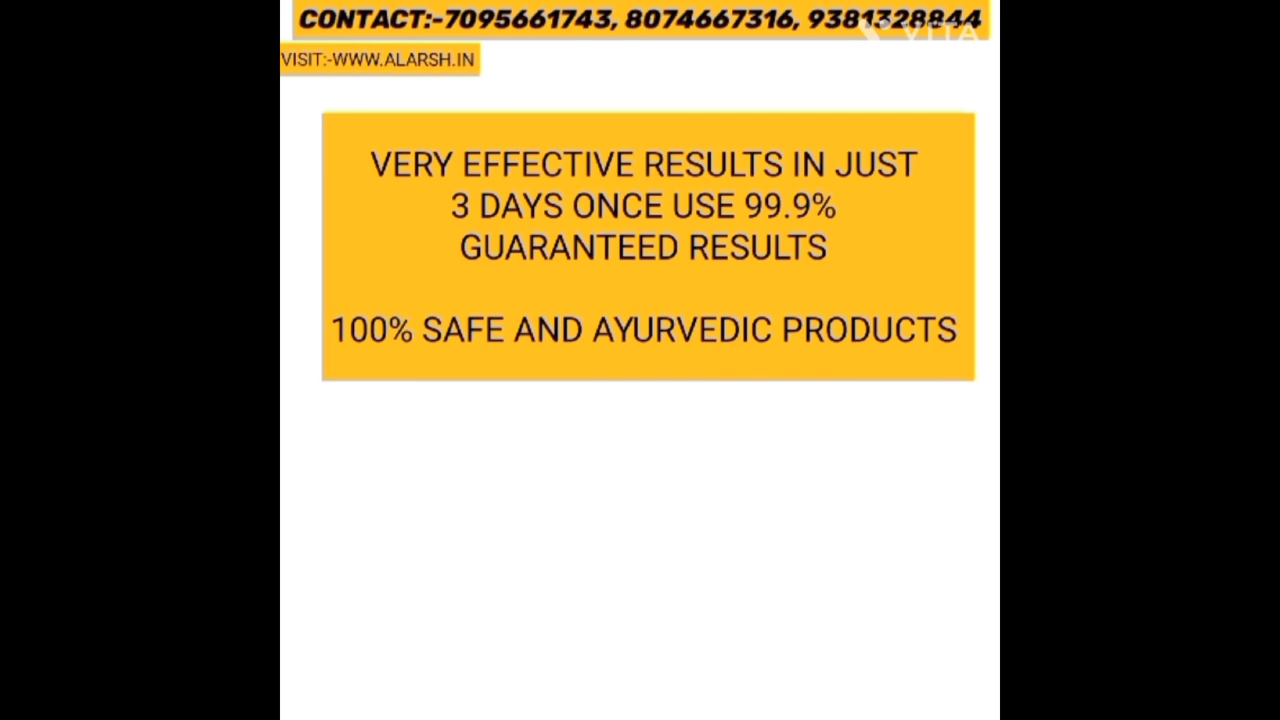 CONTACT:-7095661743, 8074667316, 9381328844
VITA
VISIT:-WWW.ALARSH.IN
VERY EFFECTIVE RESULTS IN JUST
3 DAYS ONCE USE 99.9%
GUARANTEED RESULTS
100% SAFE AND AYURVEDIC PRODUCTS